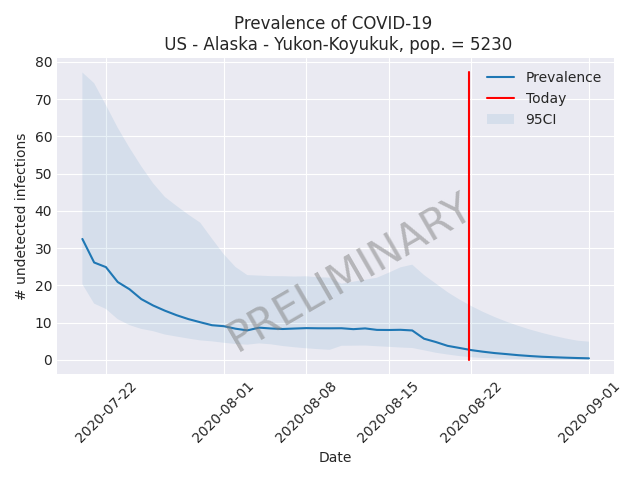 Prevalence of COVID-19
US - Alaska - Yukon-Koyukuk, pop. = 5230
80
70
60
50
40
30
20
10
0
# undetected infections
Prevalence
Today
95CI
PRELIMINARY
2020-07-22
2020-08-01
2020-08-08
2020-08-15
2020-08-22
2020-09-01
Date